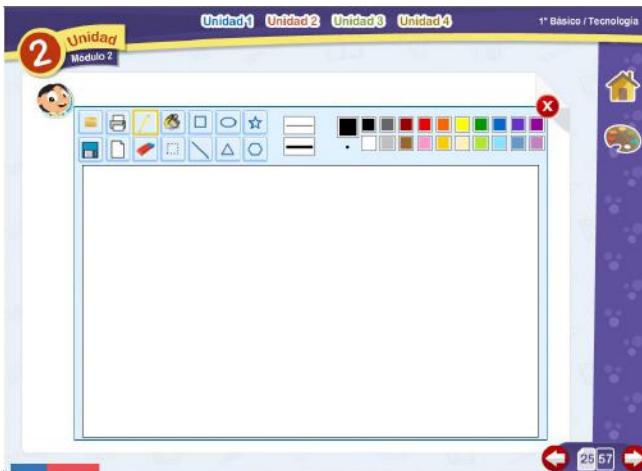 Unidad 1 Unidad 2 Unidad 3 Unidad 4
1° Básico / Tecnología
2
Unidad
Módulo 2
X
25 57